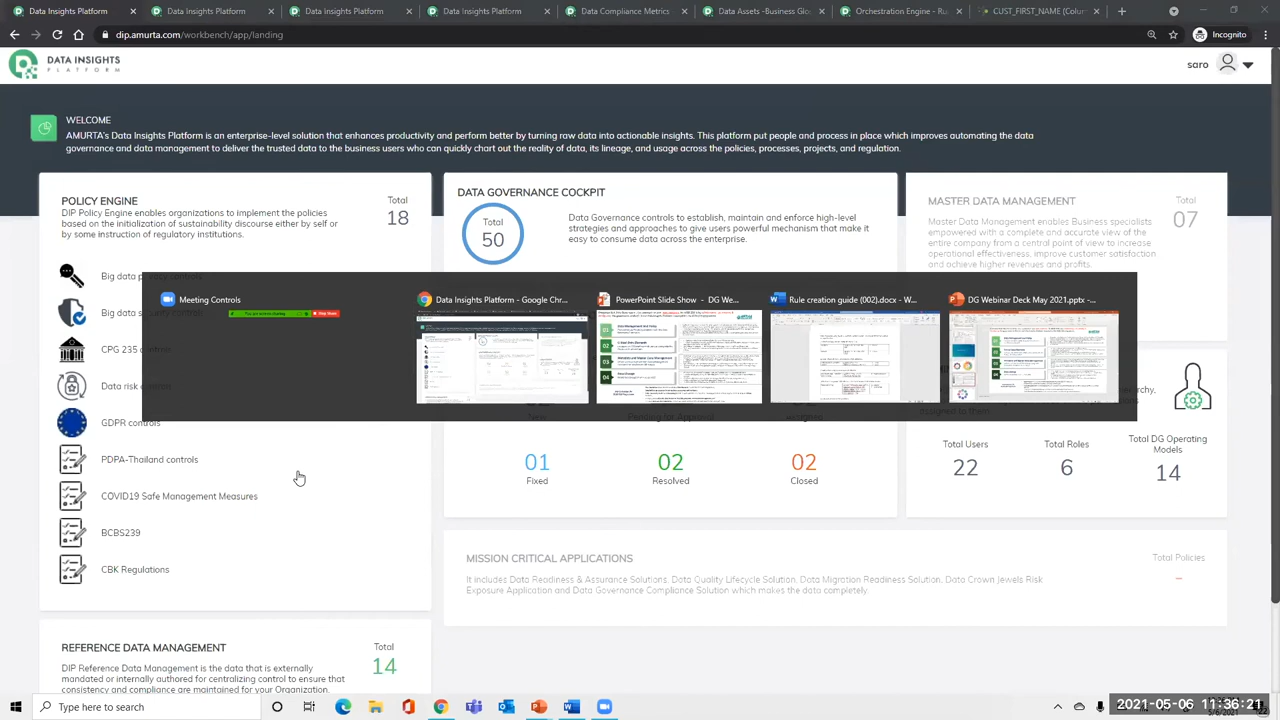 Data Insights Platform
Data Insights Platform
Data Insights Platform
Data Insights Platform
Data Compliance Metrics
Data Assets -Business Glo
Orchestration Engine - Ru
CUST_FIRST_NAME (Colu
dip.amurta.com/workbench/app/landing
Incognito
DATA INSIGHTS
PLATFORM
saro
WELCOME
AMURTA's Data Insights Platform is an enterprise-level solution that enhances productivity and perform better by turning raw data into actionable insights. This platform put people and process in place which improves automating the data
governance and data management to deliver the trusted data to the business users who can quickly chart out the reality of data, its lineage, and usage across the policies, processes, projects, and regulation.
POLICY ENGINE
DIP Policy Engine enables organizations to implement the policies
based on the initialization of sustainability discourse either by self or
by some instruction of regulatory institutions.
Total
18
Big data privacy controls
Big data security controls
CPG 235 controls
Data risk controls
GDPR controls
PDPA-Thailand controls
COVID19 Safe Management Measures
BCBS239
CBK Regulations
REFERENCE DATA MANAGEMENT
Total
14
DIP Reference Data Management is the data that is externally
mandated or internally authored for centralizing control to ensure that
consistency and compliance are maintained for your Organization.
DATA GOVERNANCE COCKPIT
Total
50
Data Governance controls to establish, maintain and enforce high-level
strategies and approaches to give users powerful mechanism that make it
easy to consume data across the enterprise.
New
Pending for Approval
Assigned
01
02
02
Fixed
Resolved
Closed
MASTER DATA MANAGEMENT
Total
07
Master Data Management enables Business specialists
empowered with a complete and accurate view of the
entire company from a central point of view to increase
operational effectiveness, improve customer satisfaction
and achieve higher revenues and profits.
Meeting Controls
Data Insights Platform - Google Chr...
PowerPoint Slide Show - DG We...
Rule creation guide (002).docx - W...
DG Webinar Deck May 2021.pptx -...
assigned to them
Total Users
Total Roles
Total DG Operating
Models
22
6
14
MISSION CRITICAL APPLICATIONS
Total Policies
It includes Data Readiness & Assurance Solutions, Data Quality Lifecycle Solution, Data Migration Readiness Solution, Data Crown Jewels Risk
Exposure Application and Data Governance Compliance Solution which makes the data completely.
Type here to search
2021-05-06 11:36:21